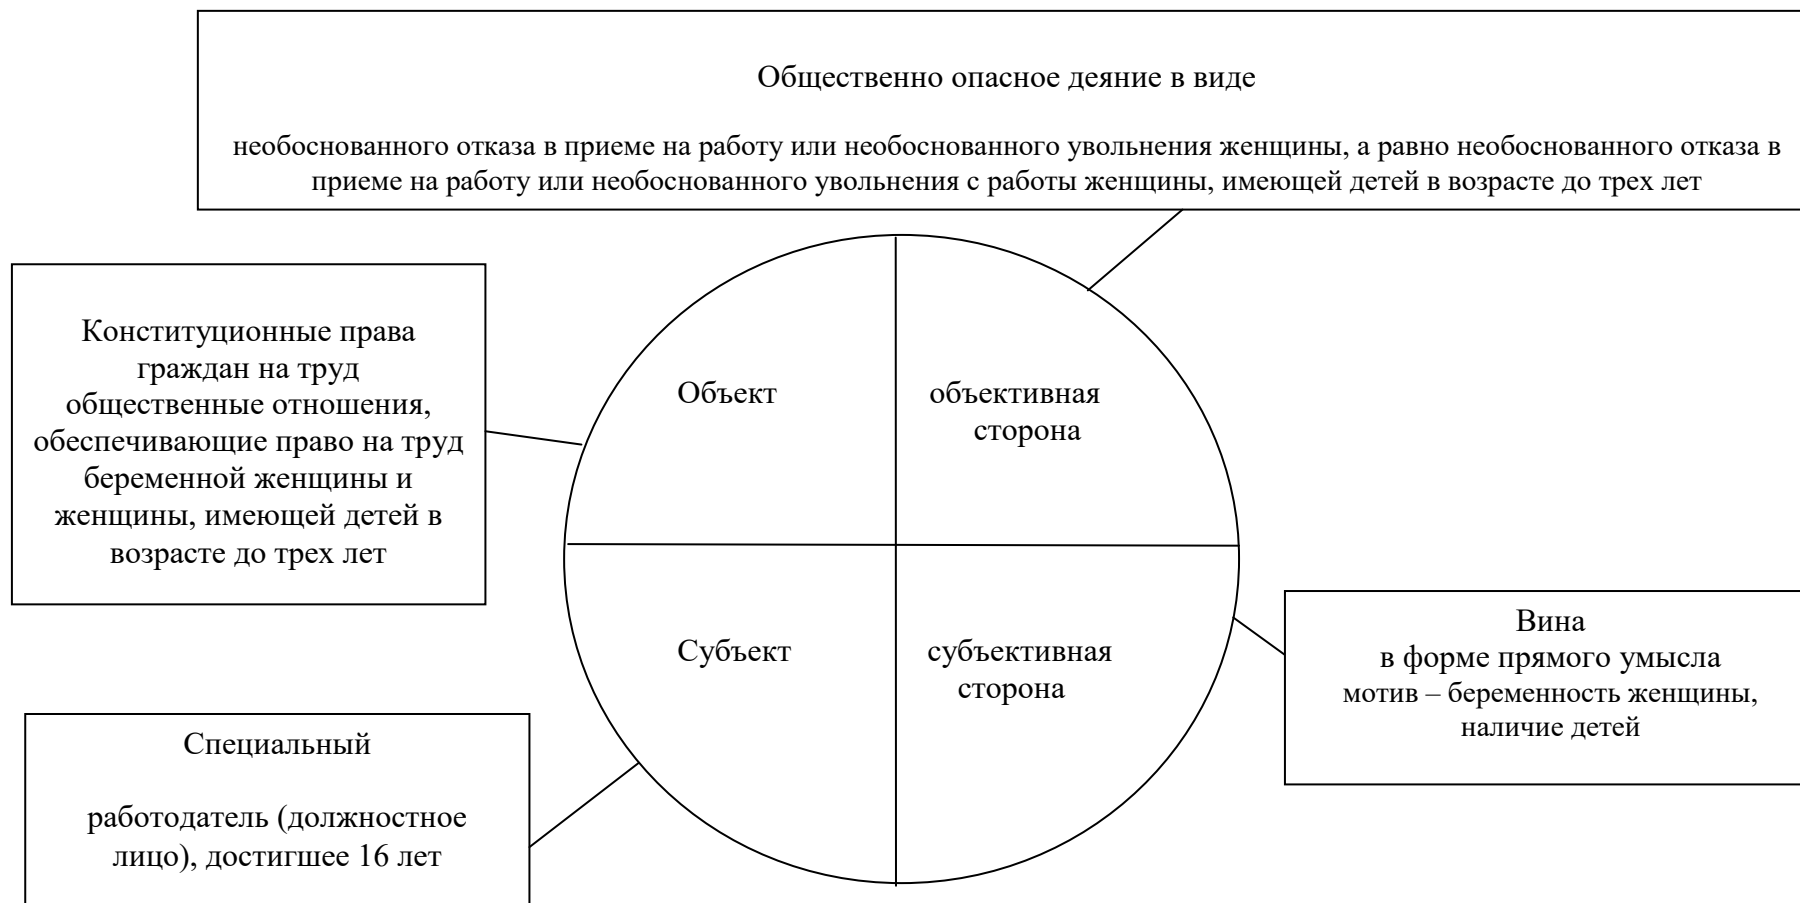 Общественно опасное деяние в виде
необоснованного отказа в приеме на работу или необоснованного увольнения женщины, а равно необоснованного отказа в
приеме на работу или необоснованного увольнения с работы женщины, имеющей детей в возрасте до трех лет
Конституционные права
граждан на труд
общественные отношения,
обеспечивающие право на труд
беременной женщины и
женщины, имеющей детей в
возрасте до трех лет
Объект
объективная
сторона
Субъект
субъективная
сторона
Вина
в форме прямого умысла
мотив – беременность женщины,
наличие детей
Специальный
работодатель (должностное
лицо), достигшее 16 лет